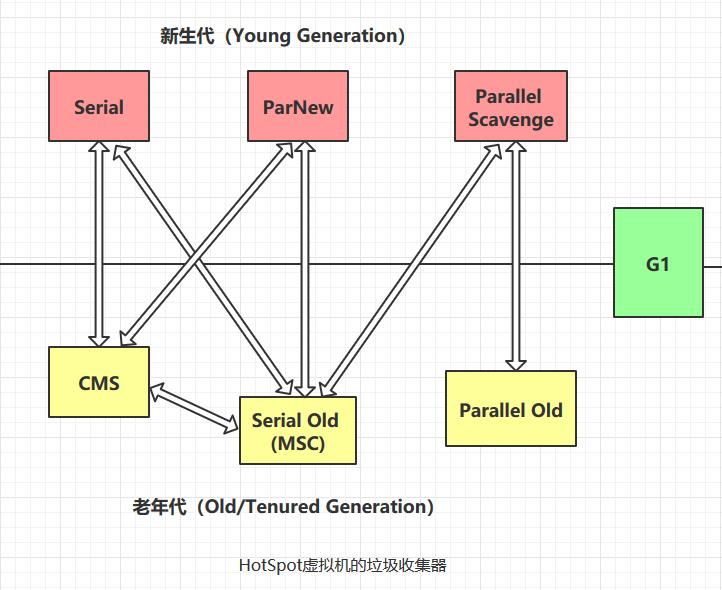 新生代（Young Generation）
Serial
ParNew
Parallel
Scavenge
G1
CMS
Serial Old
(MSC)
Parallel Old
老年代（Old/Tenured Generation）
HotSpot虚拟机的垃圾收集器